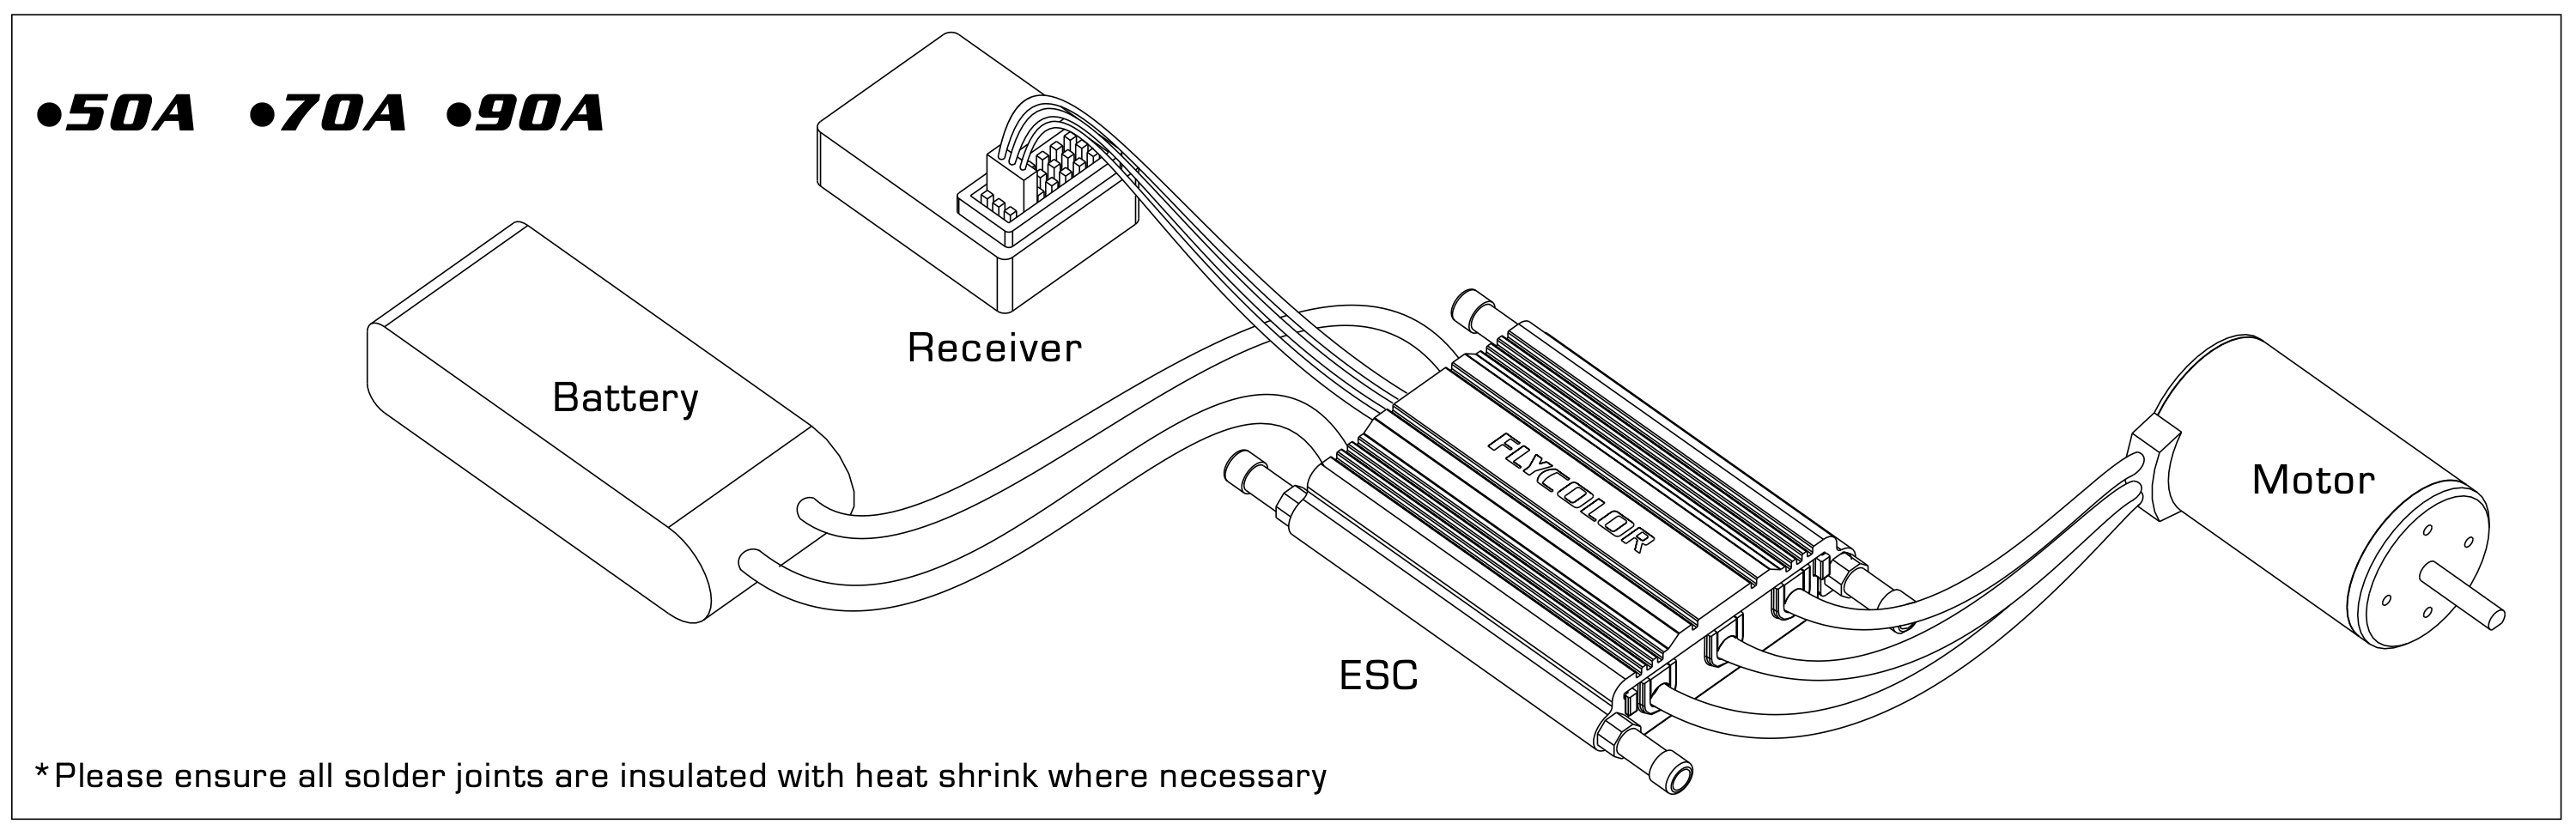 •50A •70A •90A
Receiver
Battery
FLYCOLOR
Motor
ESC
*Please ensure all solder joints are insulated with heat shrink where necessary